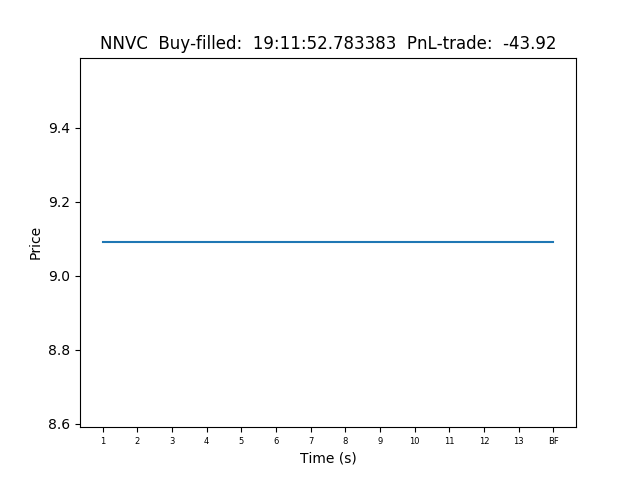 NNVC  Buy-filled:  19:11:52.783383  PnL-trade:  -43.92
Price
9.4
9.2
9.0
8.8
8.6
1 2 3 4 5 6 7 8 9 10 11 12 13 BF
Time (s)